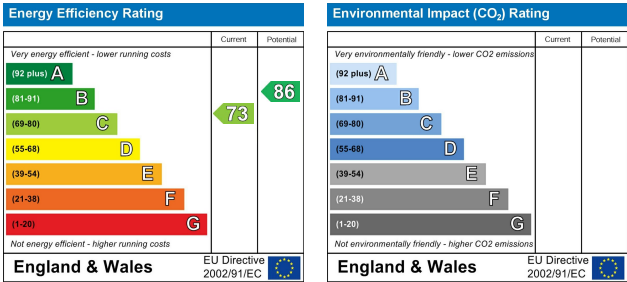 Energy Efficiency Rating
Current
Potential
Very energy efficient - lower running costs
(92 plus) A
(81-91) B
(69-80) C
(55-68) D
(39-54) E
(21-38) F
(1-20) G
73
86
Not energy efficient - higher running costs
England & Wales
EU Directive
2002/91/EC
Environmental Impact (CO2) Rating
Current
Potential
Very environmentally friendly - lower CO2 emissions
(92 plus) A
(81-91) B
(69-80) C
(55-68) D
(39-54) E
(21-38) F
(1-20) G
Not environmentally friendly - higher CO2 emissions
England & Wales
EU Directive
2002/91/EC